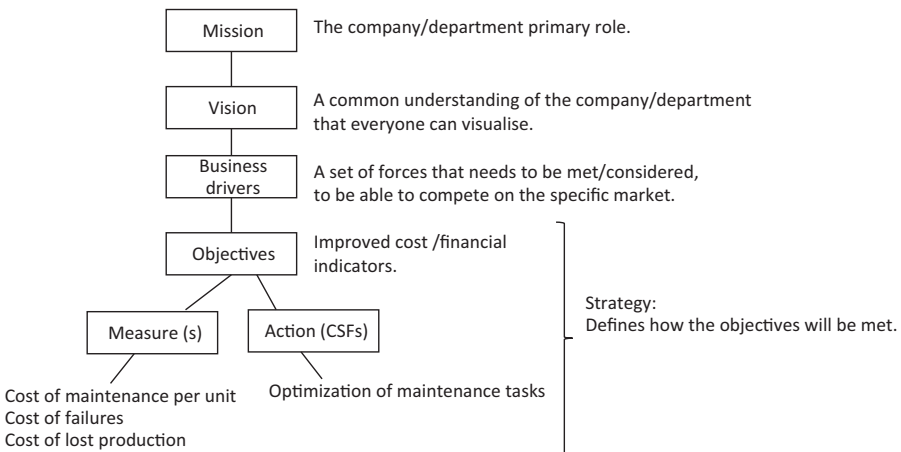 Mission
The company/department primary role.
Vision
A common understanding of the company/department
that everyone can visualise.
Business
drivers
A set of forces that needs to be met/considered,
to be able to compete on the specific market.
Objectives
Improved cost /financial
indicators.
Strategy:
Defines how the objectives will be met.
Measure (s)
Action (CSFs)
Cost of maintenance per unit
Cost of failures
Cost of lost production
Optimization of maintenance tasks